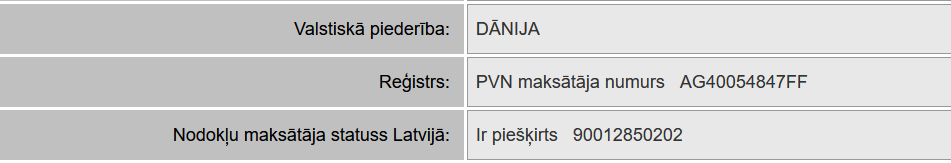 Valstiskā piederība: DĀNIJA
Reģistrs: PVN maksātāja numurs AG40054847FF
Nodokļu maksātāja statuss Latvijā: Ir piešķirts 90012850202